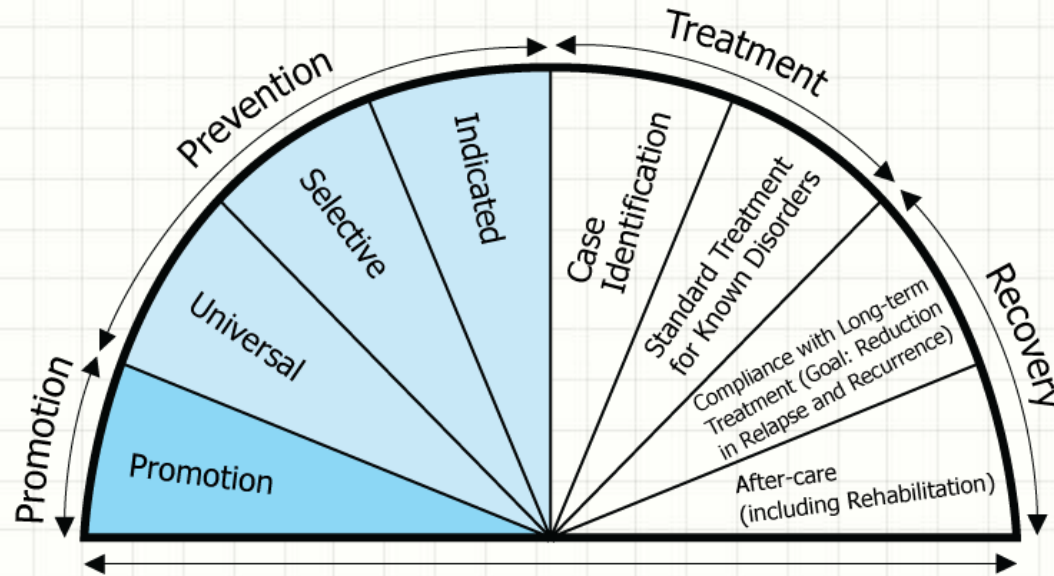 Promotion
Prevention
Treatment
Recovery
Promotion
Universal
Selective
Indicated
Case
Identification
Standard Treatment
for Known Disorders
Compliance with Long-term
Treatment (Goal: Reduction
in Relapse and Recurrence)
After-care
(including Rehabilitation)